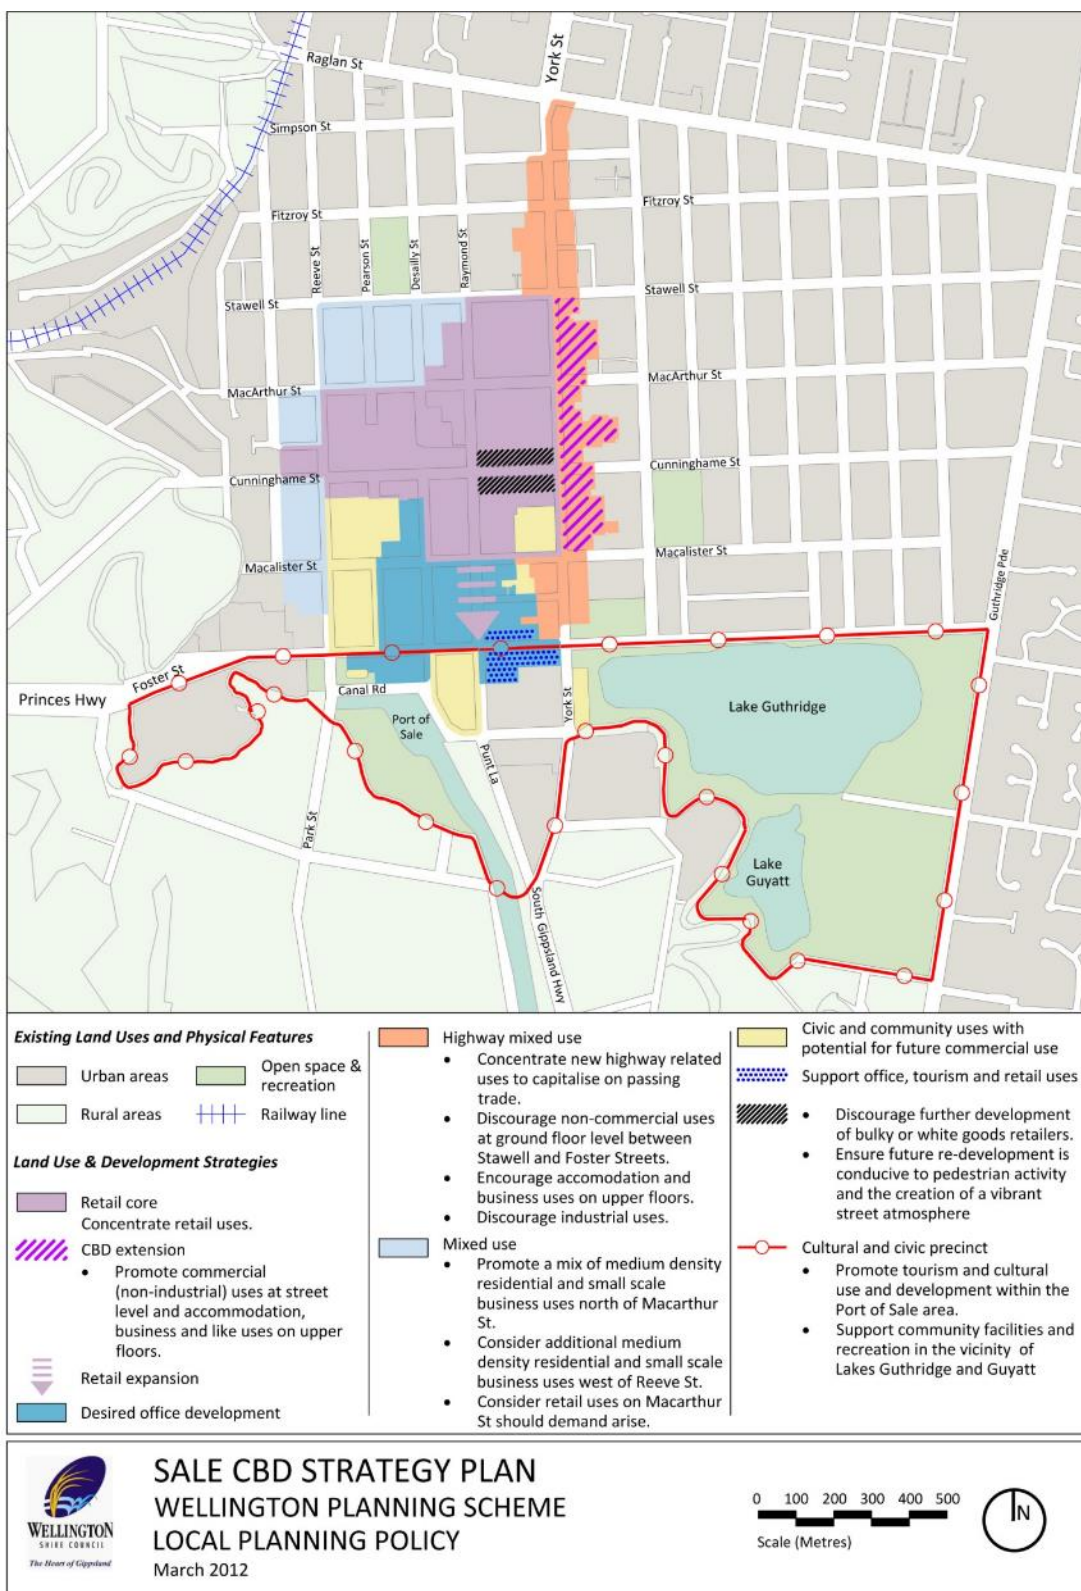 Raglan St
York St
Simpson St
Fitzroy St
Fitzroy St
Reeve St
Pearson St
Desailly St
Raymond St
Stawell St
Stawell St
MacArthur St
MacArthur St
Cunninghame St
Cunninghame St
Macalister St
Macalister St
Guthridge Pde
Foster St
Princes Hwy
Canal Rd
Port of
Sale
York St
Lake Guthridge
Punt La
Park St
Lake
Guyatt
South Gippsland Hwy
Existing Land Uses and Physical Features
Urban areas
Open space &
recreation
Rural areas
Railway line
Land Use & Development Strategies
Retail core
Concentrate retail uses.
CBD extension
• Promote commercial
(non-industrial) uses at street
level and accommodation,
business and like uses on upper
floors.
Retail expansion
Desired office development
Highway mixed use
• Concentrate new highway related
uses to capitalise on passing
trade.
• Discourage non-commercial uses
at ground floor level between
Stawell and Foster Streets.
• Encourage accomodation and
business uses on upper floors.
• Discourage industrial uses.
Mixed use
• Promote a mix of medium density
residential and small scale
business uses north of Macarthur
St.
• Consider additional medium
density residential and small scale
business uses west of Reeve St.
• Consider retail uses on Macarthur
St should demand arise.
Civic and community uses with
potential for future commercial use
Support office, tourism and retail uses
• Discourage further development
of bulky or white goods retailers.
• Ensure future re-development is
conducive to pedestrian activity
and the creation of a vibrant
street atmosphere
Cultural and civic precinct
• Promote tourism and cultural
use and development within the
Port of Sale area.
• Support community facilities and
recreation in the vicinity of
Lakes Guthridge and Guyatt
WELLINGTON
SHIRE COUNCIL
The Heart of Gippsland
SALE CBD STRATEGY PLAN
WELLINGTON PLANNING SCHEME
LOCAL PLANNING POLICY
March 2012
0 100 200 300 400 500
Scale (Metres)
N